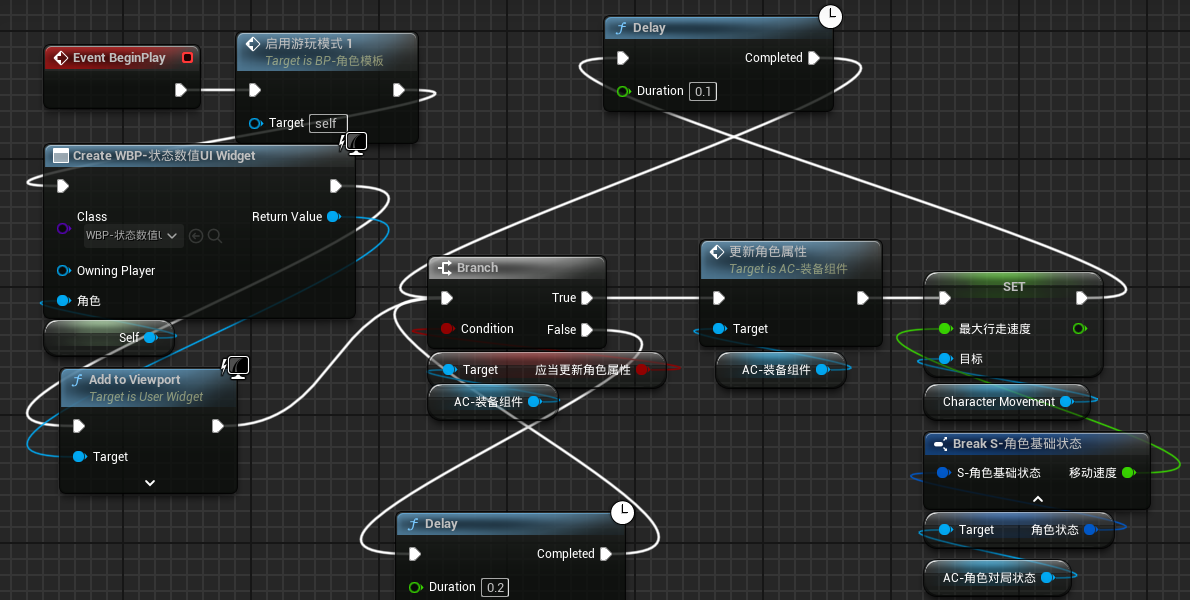 Event BeginPlay
启用游玩模式 1
Target is BP-角色模板
Target self
Create WBP-状态数值UI Widget
Class
Return Value
WBP-状态数值U
Owning Player
角色
Self
Add to Viewport
Target is User Widget
Target
Delay
Completed
Duration 0.1
Branch
True
Condition
False
Target
应当更新角色属性
AC-装备组件
更新角色属性
Target is AC-装备组件
Target
AC-装备组件
SET
最大行走速度
目标
Character Movement
Break S-角色基础状态
S-角色基础状态
移动速度
Target
角色状态
AC-角色对局状态
Delay
Completed
Duration 0.2